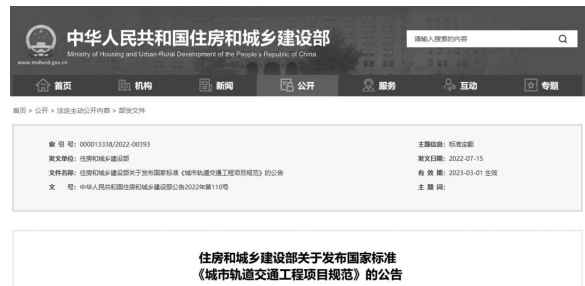 中华人民共和国住房和城乡建设部
Ministry of Housing and Urban-Rural Development of the People's Republic of China
www.mohurd.gov.cn
请输入搜索的内容
首页 机构 新闻 公开 服务 互动 专题
首页 > 公开 > 法定主动公开内容 > 部发文件
索 引 号：000013338/2022-00393 主题信息：标准定额
发文单位：住房和城乡建设部 发文日期：2022-07-15
文件名称：住房和城乡建设部关于发布国家标准《城市轨道交通工程项目规范》的公告 有 效 期：2023-03-01 生效
文 号：中华人民共和国住房和城乡建设部公告2022年第110号 主 题 词：
住房和城乡建设部关于发布国家标准
《城市轨道交通工程项目规范》的公告